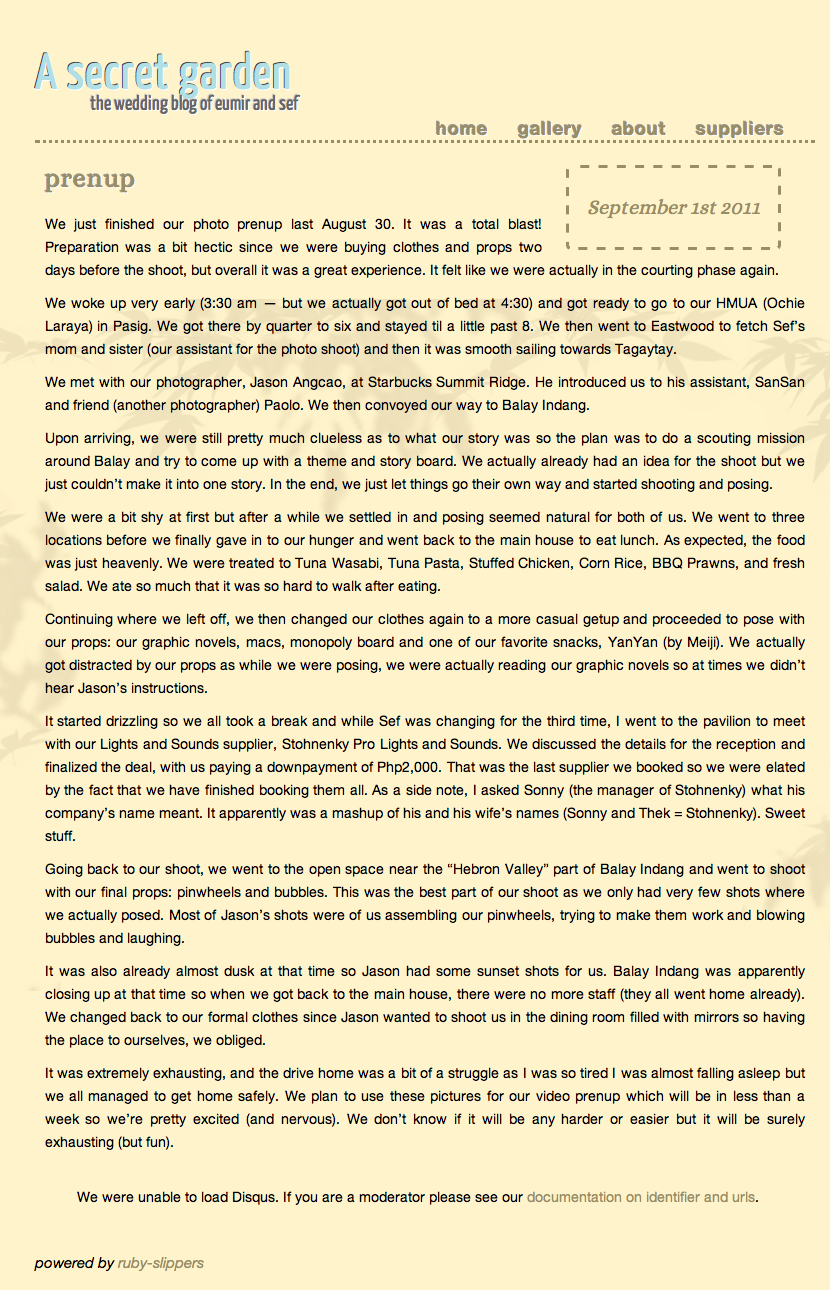 A secret garden
the wedding blog of eumir and sef
home gallery about suppliers
prenup
September 1st 2011
We just finished our photo prenup last August 30. It was a total blast!
Preparation was a bit hectic since we were buying clothes and props two
days before the shoot, but overall it was a great experience. It felt like we were actually in the courting phase again.
We woke up very early (3:30 am — but we actually got out of bed at 4:30) and got ready to go to our HMUA (Ochie
Laraya) in Pasig. We got there by quarter to six and stayed til a little past 8. We then went to Eastwood to fetch Sef’s
mom and sister (our assistant for the photo shoot) and then it was smooth sailing towards Tagaytay.
We met with our photographer, Jason Angcao, at Starbucks Summit Ridge. He introduced us to his assistant, SanSan
and friend (another photographer) Paolo. We then convoyed our way to Balay Indang.
Upon arriving, we were still pretty much clueless as to what our story was so the plan was to do a scouting mission
around Balay and try to come up with a theme and story board. We actually already had an idea for the shoot but we
just couldn’t make it into one story. In the end, we just let things go their own way and started shooting and posing.
We were a bit shy at first but after a while we settled in and posing seemed natural for both of us. We went to three
locations before we finally gave in to our hunger and went back to the main house to eat lunch. As expected, the food
was just heavenly. We were treated to Tuna Wasabi, Tuna Pasta, Stuffed Chicken, Corn Rice, BBQ Prawns, and fresh
salad. We ate so much that it was so hard to walk after eating.
Continuing where we left off, we then changed our clothes again to a more casual getup and proceeded to pose with
our props: our graphic novels, macs, monopoly board and one of our favorite snacks, YanYan (by Meiji). We actually
got distracted by our props as while we were posing, we were actually reading our graphic novels so at times we didn’t
hear Jason’s instructions.
It started drizzling so we all took a break and while Sef was changing for the third time, I went to the pavilion to meet
with our Lights and Sounds supplier, Stohnenky Pro Lights and Sounds. We discussed the details for the reception and
finalized the deal, with us paying a downpayment of Php2,000. That was the last supplier we booked so we were elated
by the fact that we have finished booking them all. As a side note, I asked Sonny (the manager of Stohnenky) what his
company’s name meant. It apparently was a mashup of his and his wife’s names (Sonny and Thek = Stohnenky). Sweet
stuff.
Going back to our shoot, we went to the open space near the “Hebron Valley” part of Balay Indang and went to shoot
with our final props: pinwheels and bubbles. This was the best part of our shoot as we only had very few shots where
we actually posed. Most of Jason’s shots were of us assembling our pinwheels, trying to make them work and blowing
bubbles and laughing.
It was also already almost dusk at that time so Jason had some sunset shots for us. Balay Indang was apparently
closing up at that time so when we got back to the main house, there were no more staff (they all went home already).
We changed back to our formal clothes since Jason wanted to shoot us in the dining room filled with mirrors so having
the place to ourselves, we obliged.
It was extremely exhausting, and the drive home was a bit of a struggle as I was so tired I was almost falling asleep but
we all managed to get home safely. We plan to use these pictures for our video prenup which will be in less than a
week so we’re pretty excited (and nervous). We don’t know if it will be any harder or easier but it will be surely
exhausting (but fun).
We were unable to load Disqus. If you are a moderator please see our documentation on identifier and urls.
powered by ruby-slippers